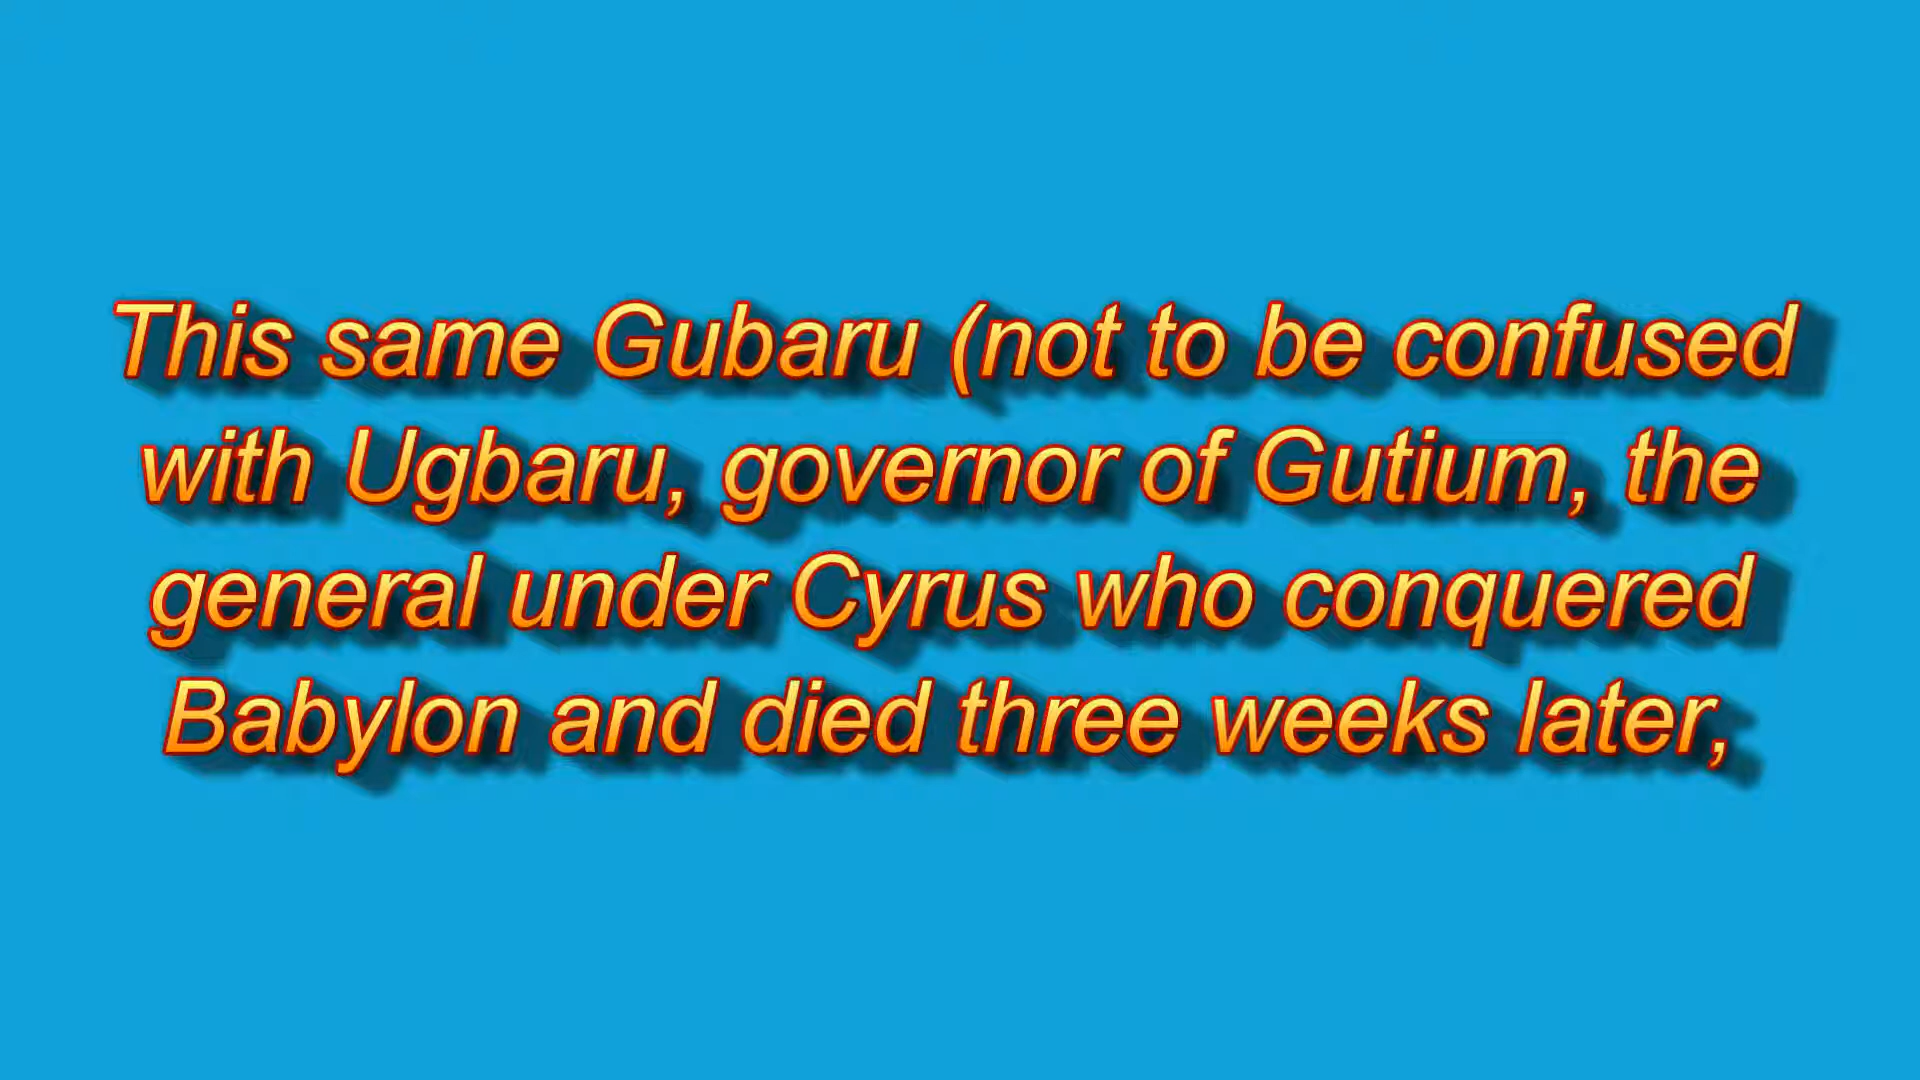 This same Gubaru (not to be confused
with Ugbaru, governor of Gutium, the
general under Cyrus who conquered
Babylon and died three weeks later,